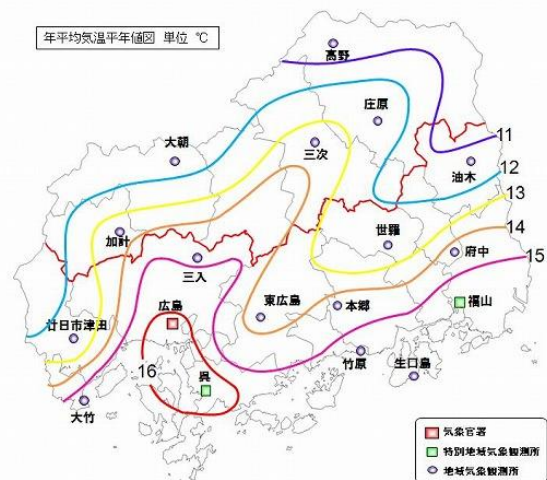 年平均気温平年値図 単位 ℃
高野
庄原
大朝
三次
11
油木
12
13
加計
世羅
14
府中
三入
15
広島
東広島
本郷
福山
廿日市津田
竹原
生口島
16
呉
大竹
気象官署
特別地域気象観測所
地域気象観測所